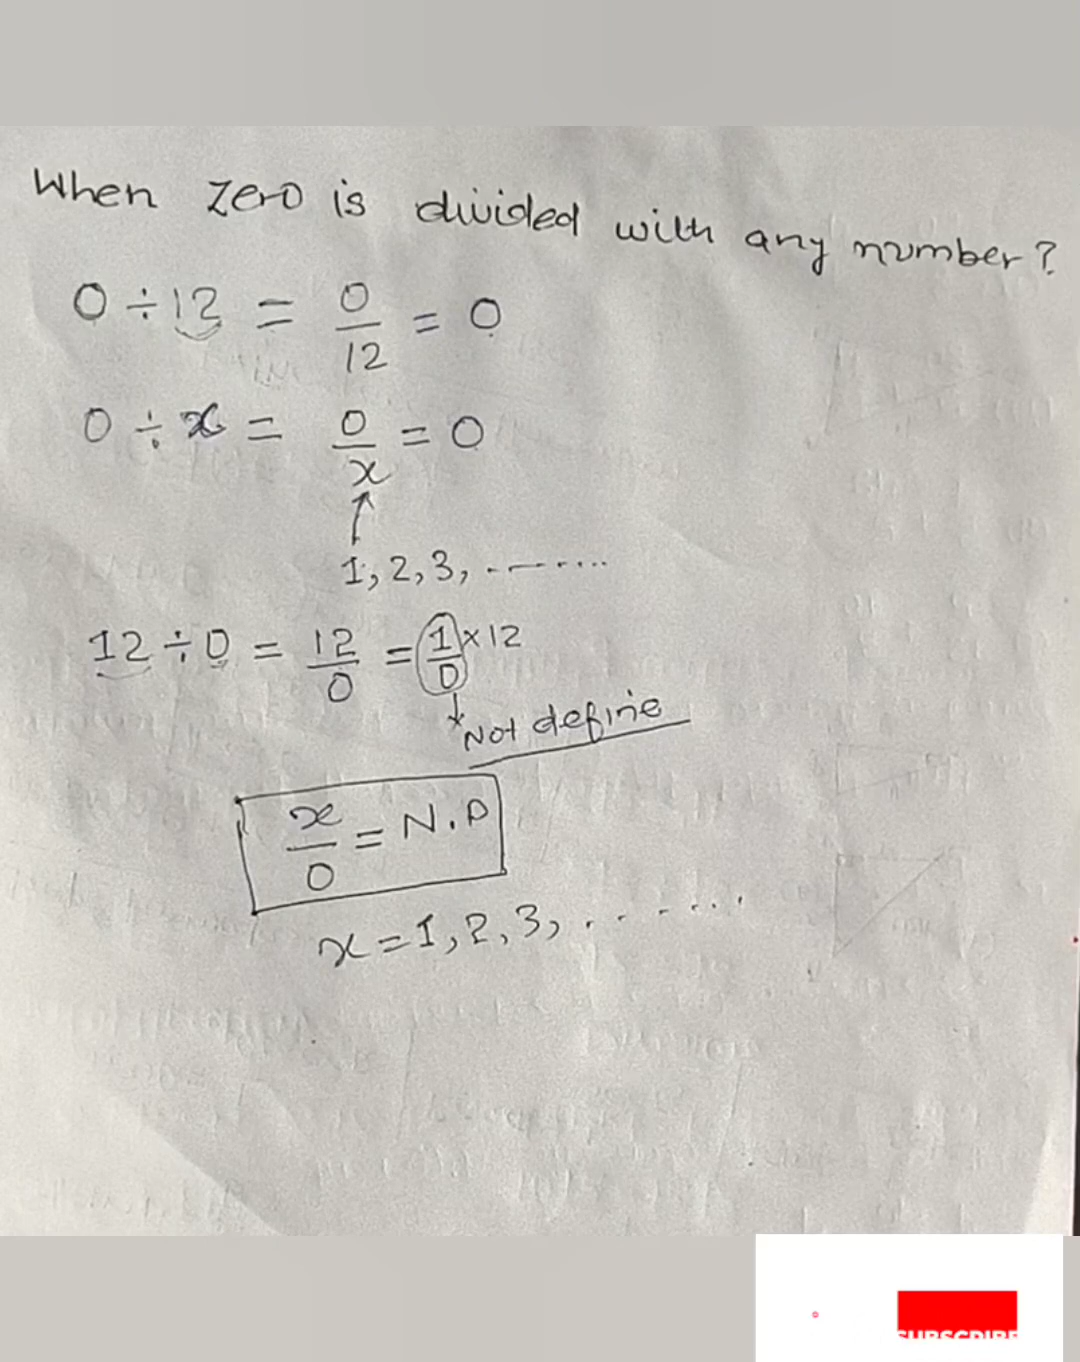 When zero is divided with any number?
0 ÷ 12 = 0/12 = 0
0 ÷ x = 0/x = 0
↑
1, 2, 3, ........
12 ÷ 0 = 12/0 = 1/0 × 12
↓
Not define
x/0 = N.D
x = 1, 2, 3, .......
SUBSCRIBE